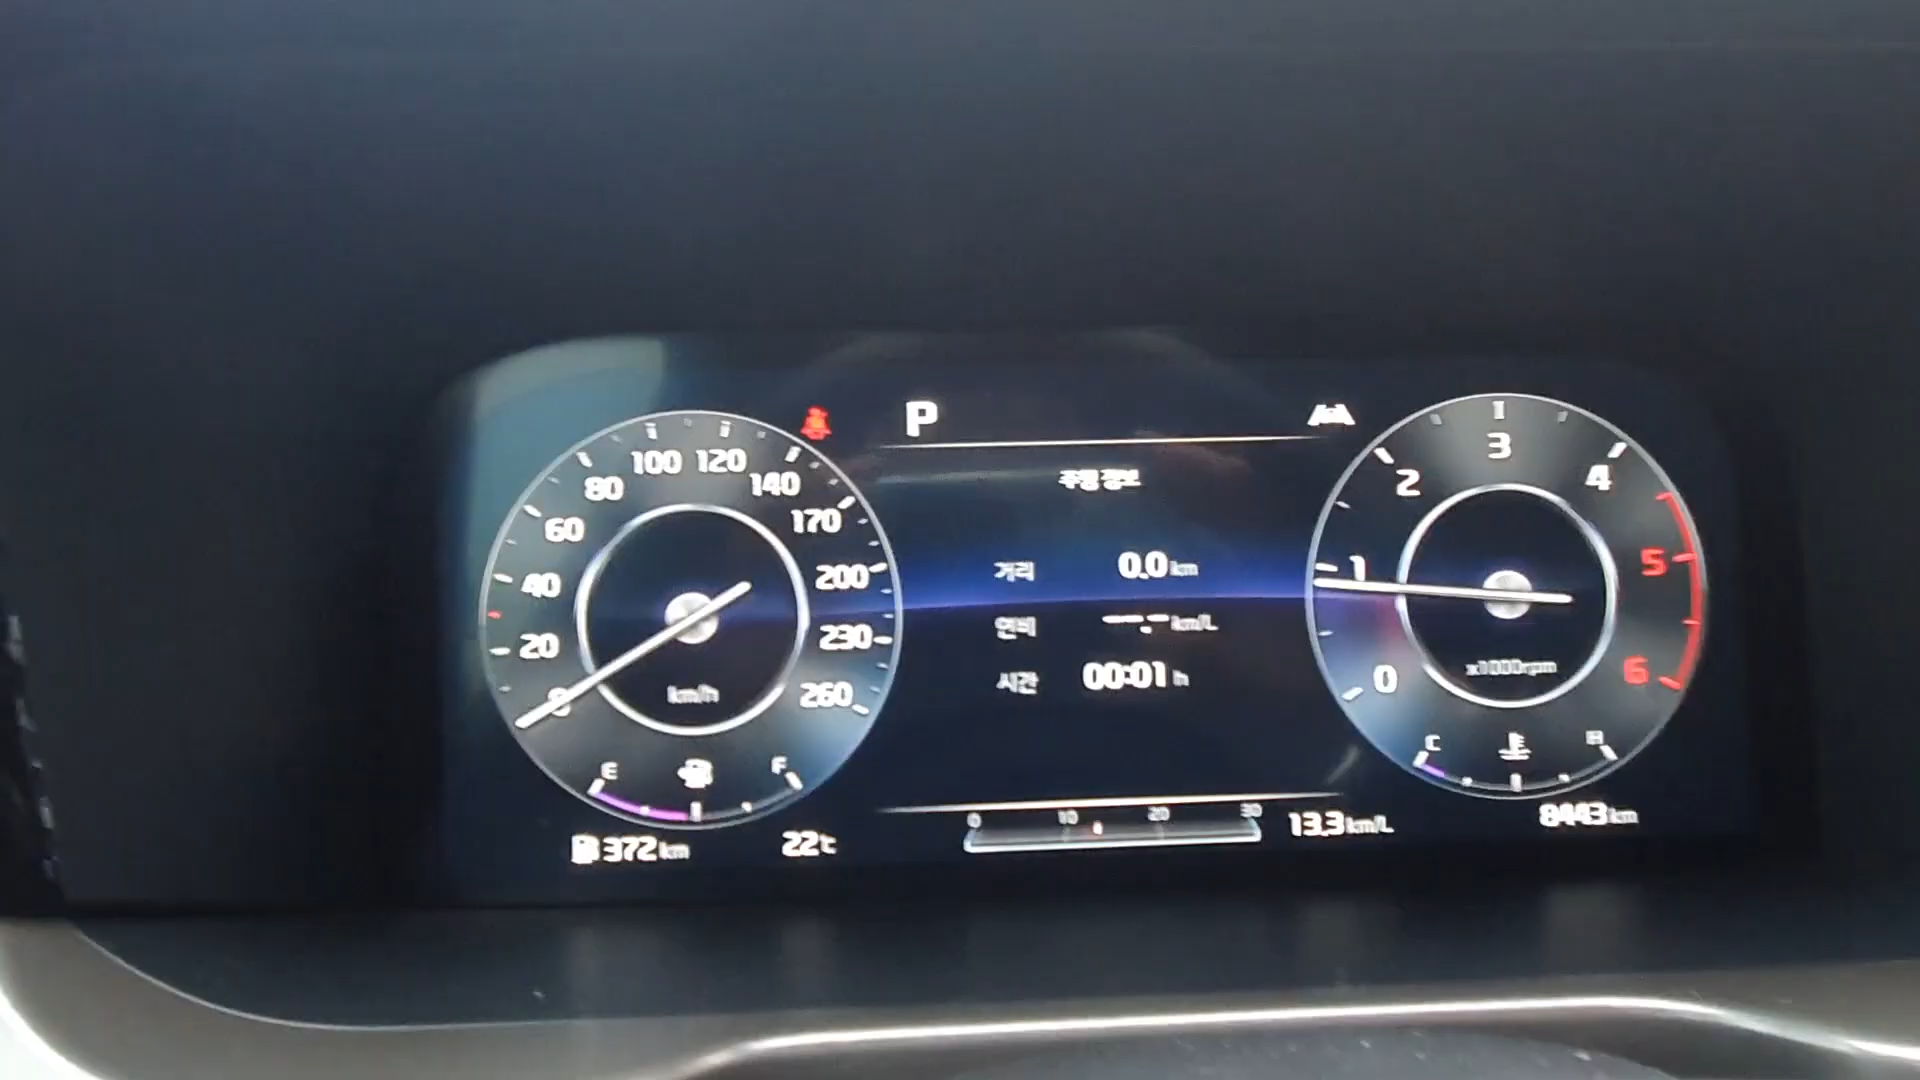 P
주행 정보
거리 0.0 km
연비 --.- km/L
시간 00:01 h
0 20 40 60 80 100 120 140 170 200 230 260
km/h
E F
372 km
22℃
0 10 20 30
13.3 km/L
0 1 2 3 4 5 6
x1000rpm
C H
8443 km